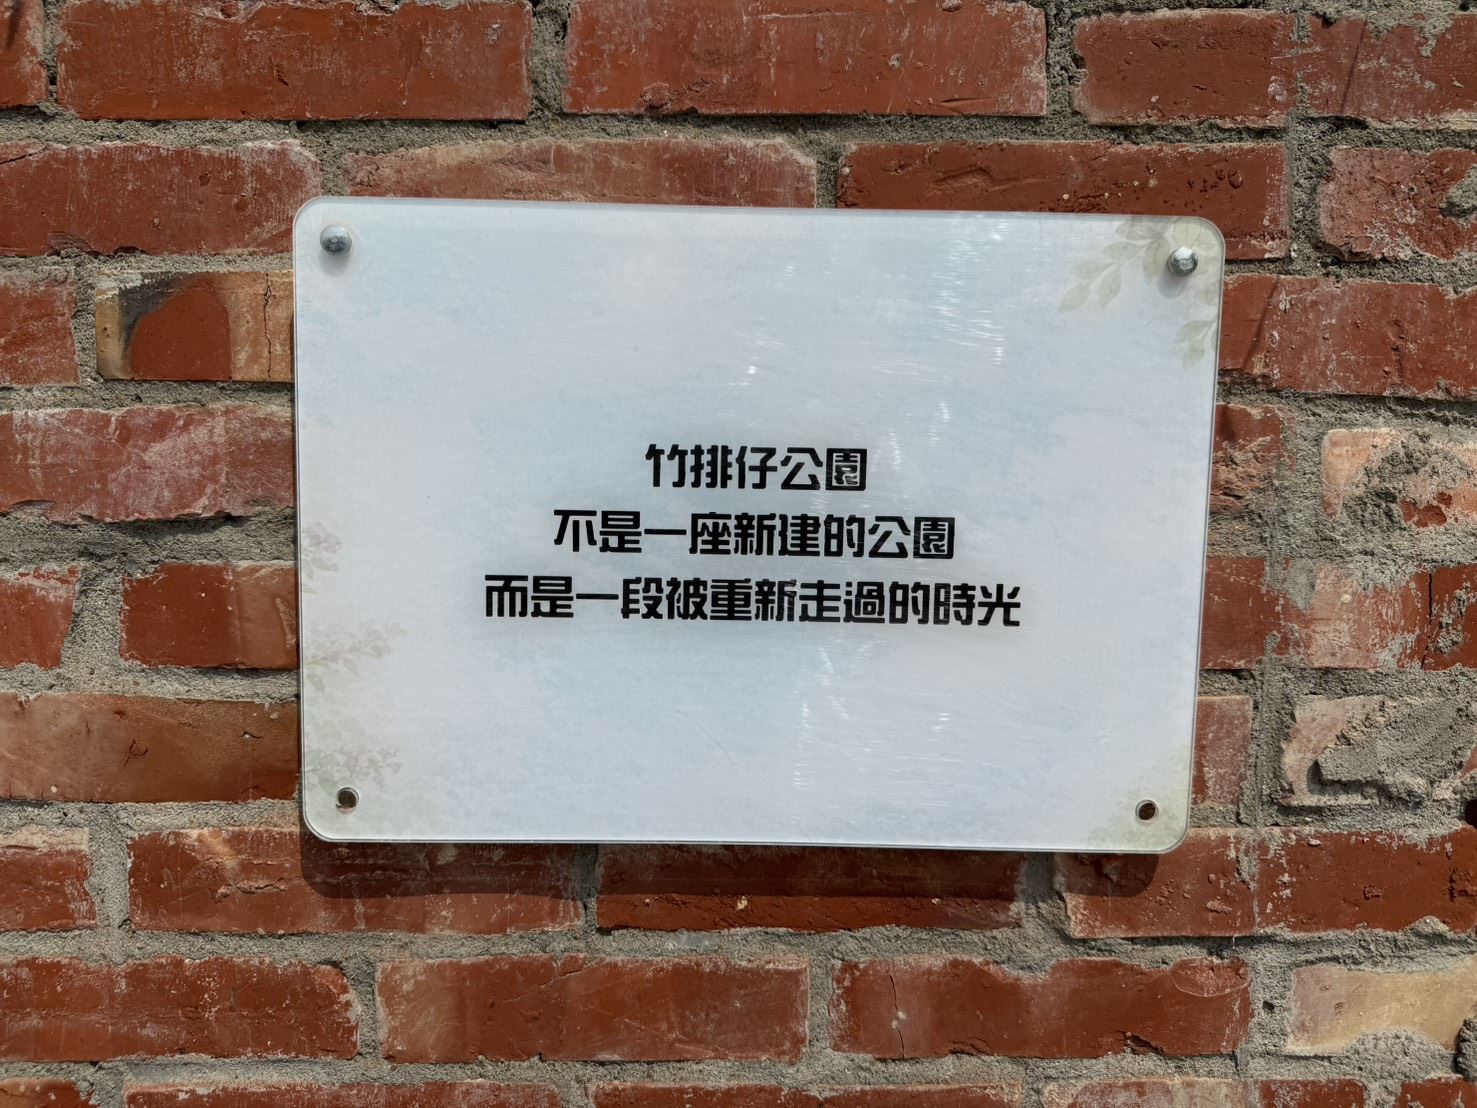 竹排仔公園
不是一座新建的公園
而是一段被重新走過的時光